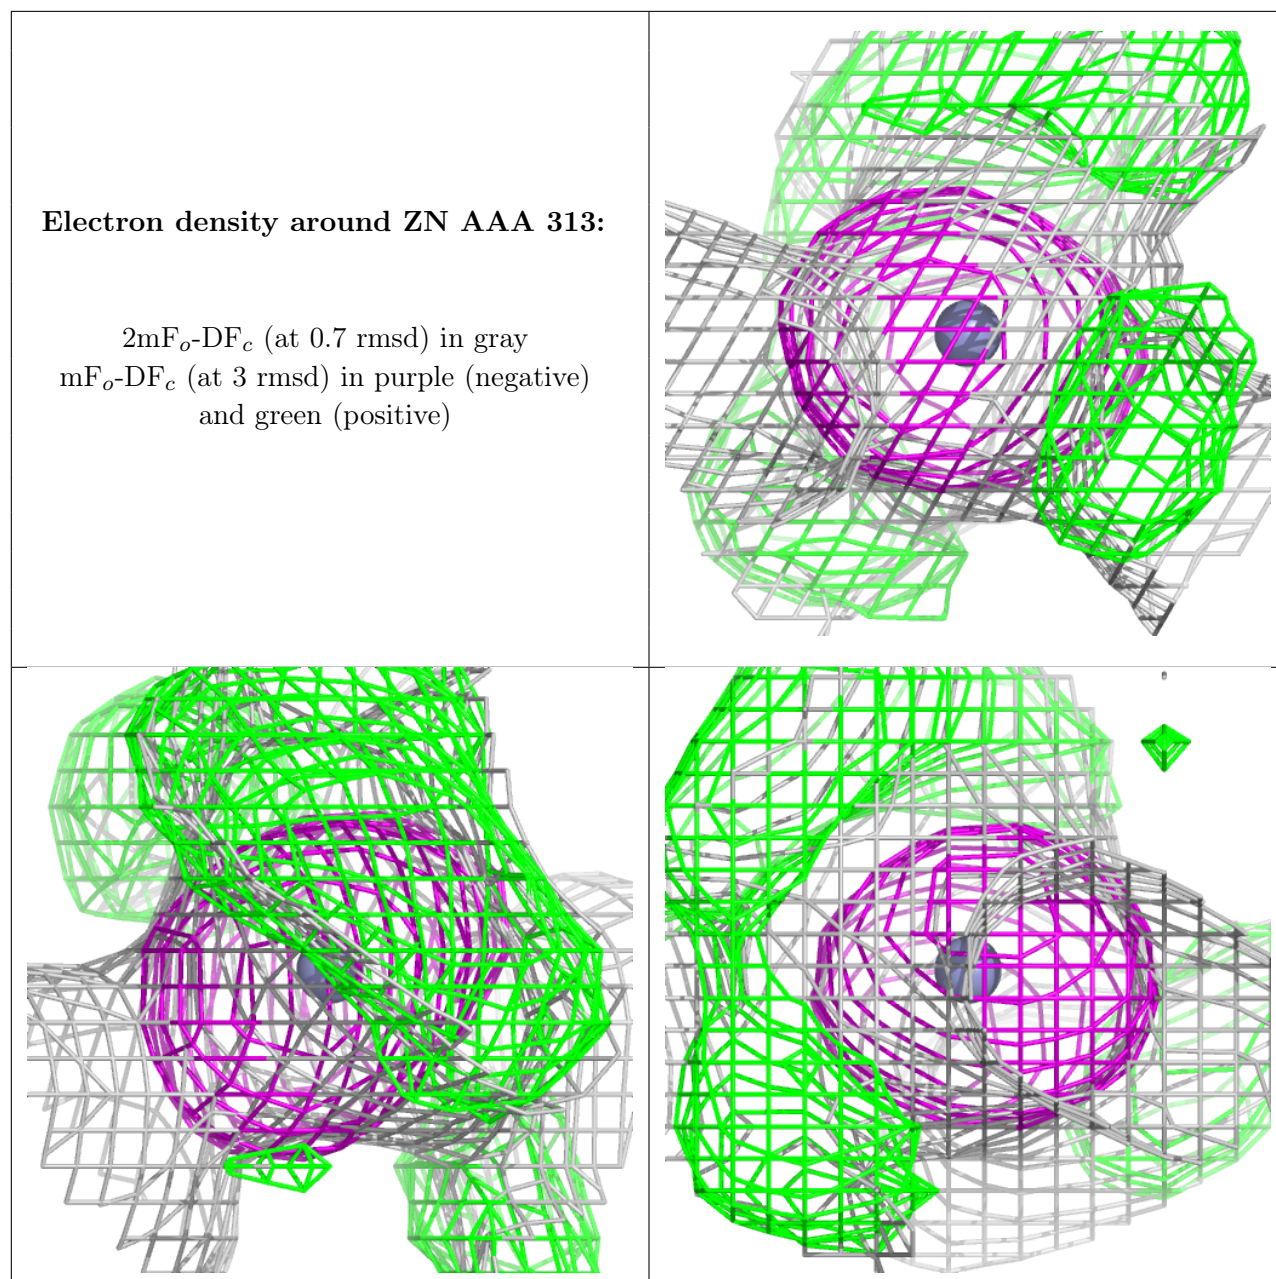 Electron density around ZN AAA 313:
2mFₒ-DF𝑐 (at 0.7 rmsd) in gray
mFₒ-DF𝑐 (at 3 rmsd) in purple (negative)
and green (positive)